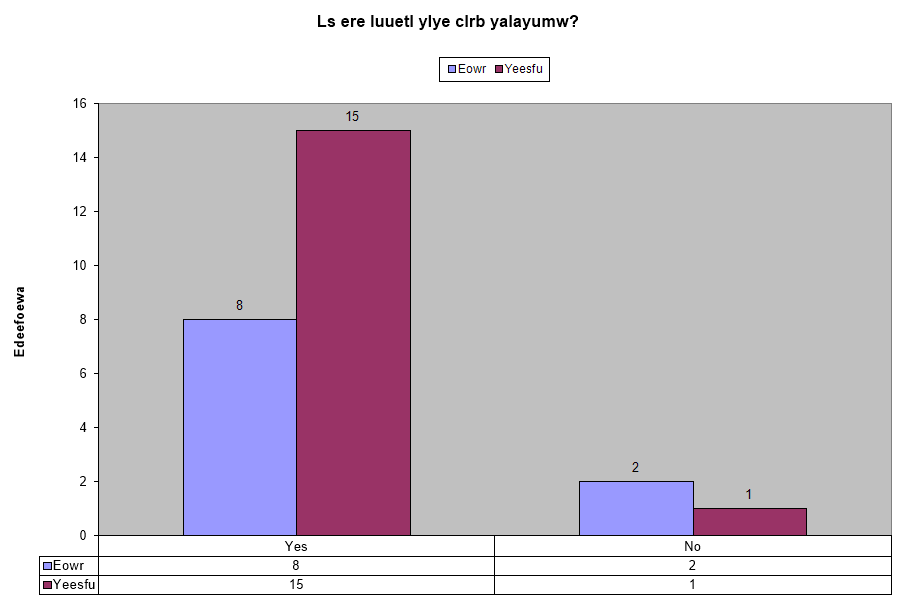 Ls ere luuetl ylye clrb yalayumw?
Eowr Yeesfu
16
15
14
12
10
8
8
6
4
2
2
1
0
Edeefoewa
Yes No
Eowr 8 2
Yeesfu 15 1